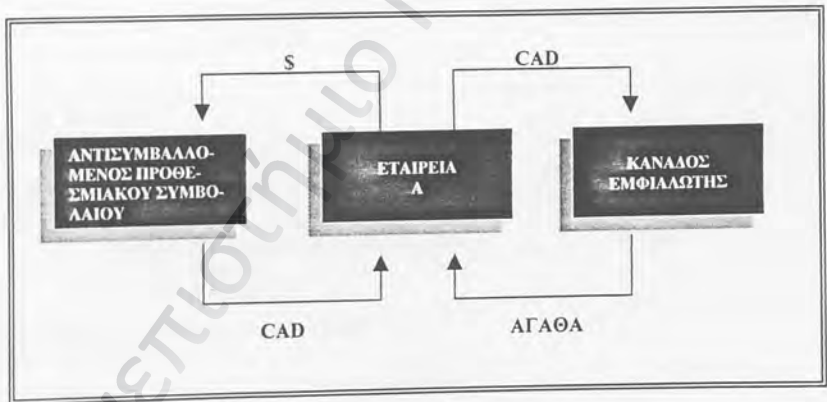 $
CAD
ΑΝΤΙΣΥΜΒΑΛΛΟ-
ΜΕΝΟΣ ΠΡΟΘΕ-
ΣΜΙΑΚΟΥ ΣΥΜΒΟ-
ΛΑΙΟΥ
ΕΤΑΙΡΕΙΑ
Α
ΚΑΝΑΔΟΣ
ΕΜΦΙΑΛΩΤΗΣ
CAD
ΑΓΑΘΑ